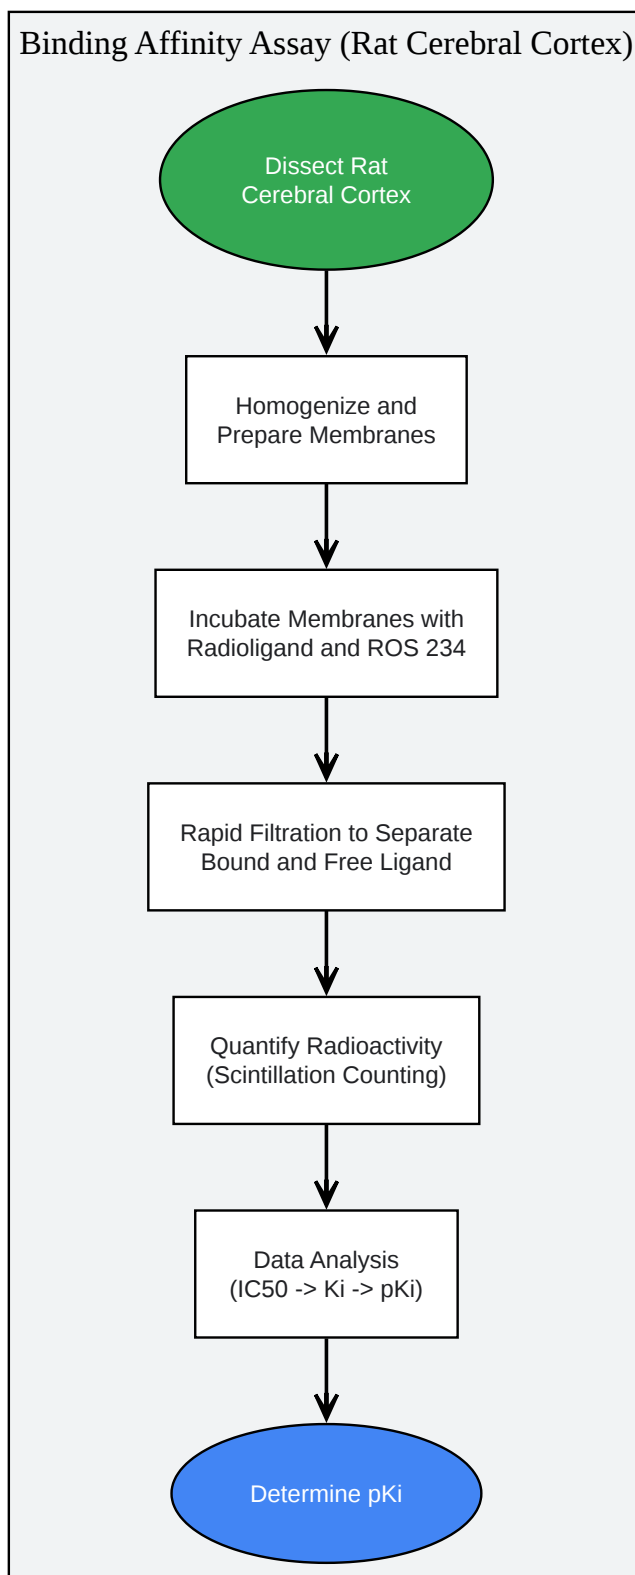 Binding Affinity Assay (Rat Cerebral Cortex)
Dissect Rat
Cerebral Cortex
Homogenize and
Prepare Membranes
Incubate Membranes with
Radioligand and ROS 234
Rapid Filtration to Separate
Bound and Free Ligand
Quantify Radioactivity
(Scintillation Counting)
Data Analysis
(IC50 -> Ki -> pKi)
Determine pKi